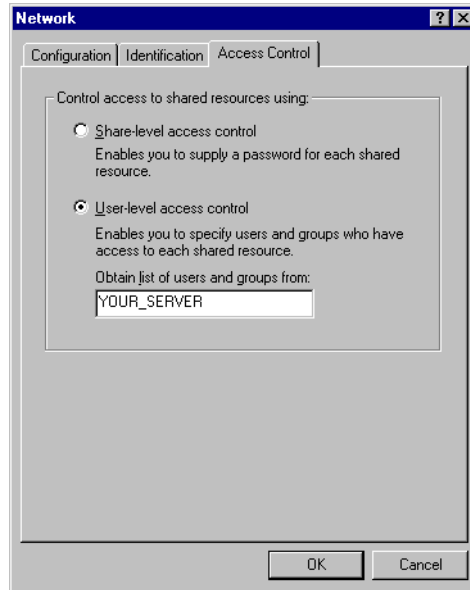 Network
Configuration Identification Access Control
Control access to shared resources using:
Share-level access control
Enables you to supply a password for each shared
resource.
User-level access control
Enables you to specify users and groups who have
access to each shared resource.
Obtain list of users and groups from:
YOUR_SERVER
OK Cancel